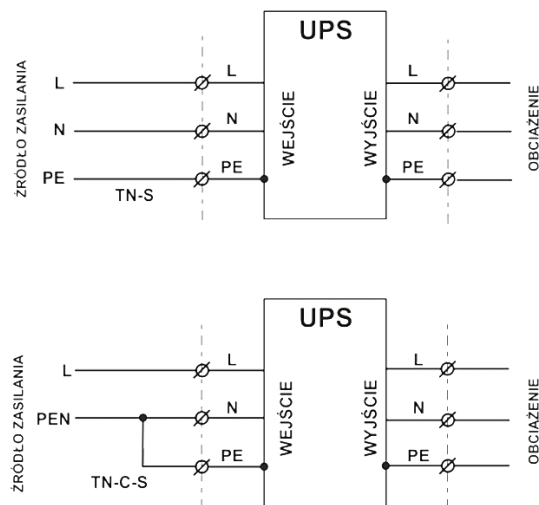 UPS
ŹRÓDŁO ZASILANIA
L
L
N
N
PE
PE
TN-S
WEJŚCIE
WYJŚCIE
L
N
PE
OBCIĄŻENIE
UPS
ŹRÓDŁO ZASILANIA
L
L
PEN
N
PE
TN-C-S
WEJŚCIE
WYJŚCIE
L
N
PE
OBCIĄŻENIE